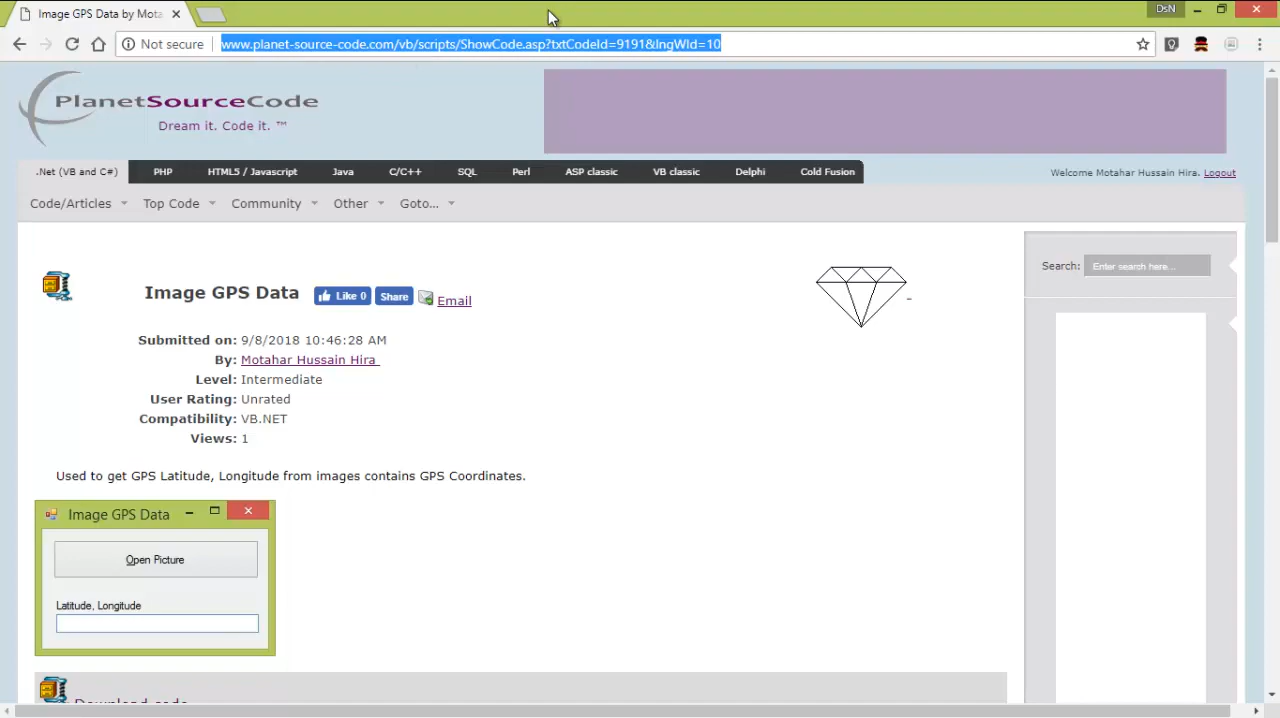 Image GPS Data by Mota
DsN
Not secure
www.planet-source-code.com/vb/scripts/ShowCode.asp?txtCodeId=9191&lngWId=10
PlanetSourceCode
Dream it. Code it. ™
.Net (VB and C#) PHP HTML5 / Javascript Java C/C++ SQL Perl ASP classic VB classic Delphi Cold Fusion
Welcome Motahar Hussain Hira. Logout
Code/Articles Top Code Community Other Goto...
Search: Enter search here...
Image GPS Data Like 0 Share Email
Submitted on: 9/8/2018 10:46:28 AM
By: Motahar Hussain Hira
Level: Intermediate
User Rating: Unrated
Compatibility: VB.NET
Views: 1
Used to get GPS Latitude, Longitude from images contains GPS Coordinates.
Image GPS Data
Open Picture
Latitude, Longitude
Download code